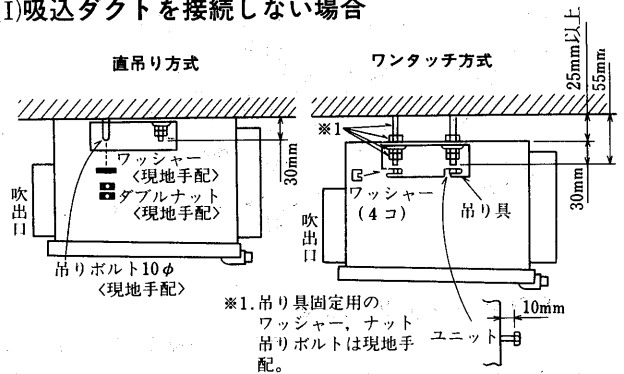 I)吸込ダクトを接続しない場合
直吊り方式
30mm
ワッシャー
<現地手配>
ダブルナット
<現地手配>
吹出口
吊りボルト10φ
<現地手配>
ワンタッチ方式
25mm以上
55mm
※1
30mm
ワッシャー
(4コ)
吊り具
吹出口
ユニット
10mm
※1.吊り具固定用の
ワッシャー，ナット
吊りボルトは現地手
配。